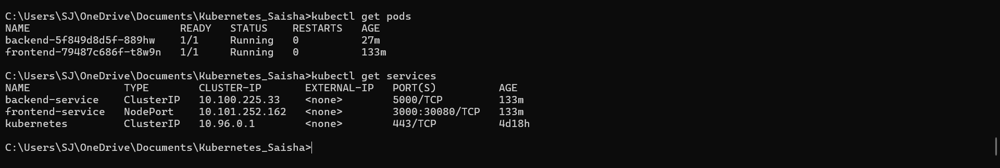 C:\Users\SJ\OneDrive\Documents\Kubernetes_Saisha>kubectl get pods
NAME                        READY   STATUS    RESTARTS   AGE
backend-5f849d8d5f-889hw    1/1     Running   0          27m
frontend-79487c686f-t8w9n   1/1     Running   0          133m
C:\Users\SJ\OneDrive\Documents\Kubernetes_Saisha>kubectl get services
NAME               TYPE        CLUSTER-IP       EXTERNAL-IP   PORT(S)          AGE
backend-service    ClusterIP   10.100.225.33    <none>        5000/TCP         133m
frontend-service   NodePort    10.101.252.162   <none>        3000:30080/TCP   133m
kubernetes         ClusterIP   10.96.0.1        <none>        443/TCP          4d18h
C:\Users\SJ\OneDrive\Documents\Kubernetes_Saisha>